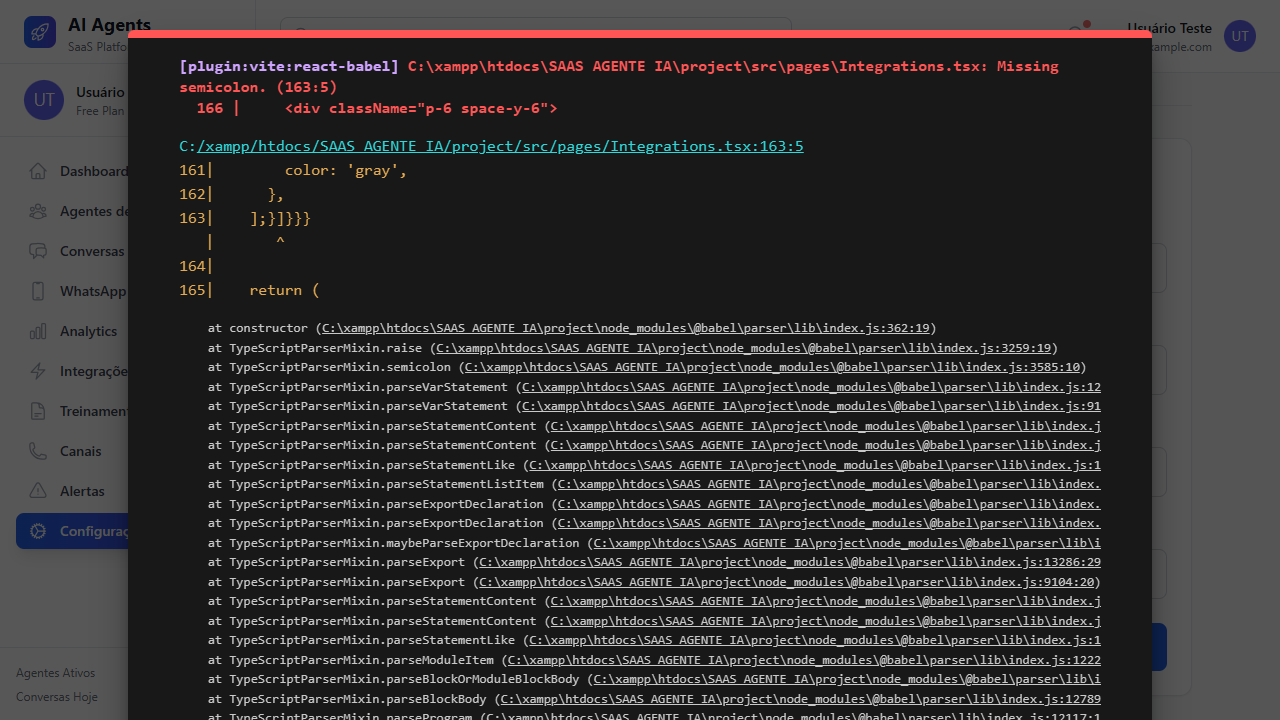 AI Agents
SaaS Platfo
UT
Usuário
Free Plan
Dashboard
Agentes de
Conversas
WhatsApp
Analytics
Integraçõe
Treinamen
Canais
Alertas
Configuraç
Agentes Ativos
Conversas Hoje
Usuário Teste
xample.com
UT
[plugin:vite:react-babel] C:\xampp\htdocs\SAAS AGENTE IA\project\src\pages\Integrations.tsx: Missing
semicolon. (163:5)
166 |     <div className="p-6 space-y-6">
C:/xampp/htdocs/SAAS AGENTE IA/project/src/pages/Integrations.tsx:163:5
161|        color: 'gray',
162|      },
163|    ];}]}}}
|       ^
164|
165|    return (
at constructor (C:\xampp\htdocs\SAAS AGENTE IA\project\node_modules\@babel\parser\lib\index.js:362:19)
at TypeScriptParserMixin.raise (C:\xampp\htdocs\SAAS AGENTE IA\project\node_modules\@babel\parser\lib\index.js:3259:19)
at TypeScriptParserMixin.semicolon (C:\xampp\htdocs\SAAS AGENTE IA\project\node_modules\@babel\parser\lib\index.js:3585:10)
at TypeScriptParserMixin.parseVarStatement (C:\xampp\htdocs\SAAS AGENTE IA\project\node_modules\@babel\parser\lib\index.js:12
at TypeScriptParserMixin.parseVarStatement (C:\xampp\htdocs\SAAS AGENTE IA\project\node_modules\@babel\parser\lib\index.js:91
at TypeScriptParserMixin.parseStatementContent (C:\xampp\htdocs\SAAS AGENTE IA\project\node_modules\@babel\parser\lib\index.j
at TypeScriptParserMixin.parseStatementContent (C:\xampp\htdocs\SAAS AGENTE IA\project\node_modules\@babel\parser\lib\index.j
at TypeScriptParserMixin.parseStatementLike (C:\xampp\htdocs\SAAS AGENTE IA\project\node_modules\@babel\parser\lib\index.js:1
at TypeScriptParserMixin.parseStatementListItem (C:\xampp\htdocs\SAAS AGENTE IA\project\node_modules\@babel\parser\lib\index.
at TypeScriptParserMixin.parseExportDeclaration (C:\xampp\htdocs\SAAS AGENTE IA\project\node_modules\@babel\parser\lib\index.
at TypeScriptParserMixin.parseExportDeclaration (C:\xampp\htdocs\SAAS AGENTE IA\project\node_modules\@babel\parser\lib\index.
at TypeScriptParserMixin.maybeParseExportDeclaration (C:\xampp\htdocs\SAAS AGENTE IA\project\node_modules\@babel\parser\lib\i
at TypeScriptParserMixin.parseExport (C:\xampp\htdocs\SAAS AGENTE IA\project\node_modules\@babel\parser\lib\index.js:13286:29
at TypeScriptParserMixin.parseExport (C:\xampp\htdocs\SAAS AGENTE IA\project\node_modules\@babel\parser\lib\index.js:9104:20)
at TypeScriptParserMixin.parseStatementContent (C:\xampp\htdocs\SAAS AGENTE IA\project\node_modules\@babel\parser\lib\index.j
at TypeScriptParserMixin.parseStatementContent (C:\xampp\htdocs\SAAS AGENTE IA\project\node_modules\@babel\parser\lib\index.j
at TypeScriptParserMixin.parseStatementLike (C:\xampp\htdocs\SAAS AGENTE IA\project\node_modules\@babel\parser\lib\index.js:1
at TypeScriptParserMixin.parseModuleItem (C:\xampp\htdocs\SAAS AGENTE IA\project\node_modules\@babel\parser\lib\index.js:1222
at TypeScriptParserMixin.parseBlockOrModuleBlockBody (C:\xampp\htdocs\SAAS AGENTE IA\project\node_modules\@babel\parser\lib\i
at TypeScriptParserMixin.parseBlockBody (C:\xampp\htdocs\SAAS AGENTE IA\project\node_modules\@babel\parser\lib\index.js:12789
at TypeScriptParserMixin.parseProgram (C:\xampp\htdocs\SAAS AGENTE IA\project\node_modules\@babel\parser\lib\index.js:12117:1